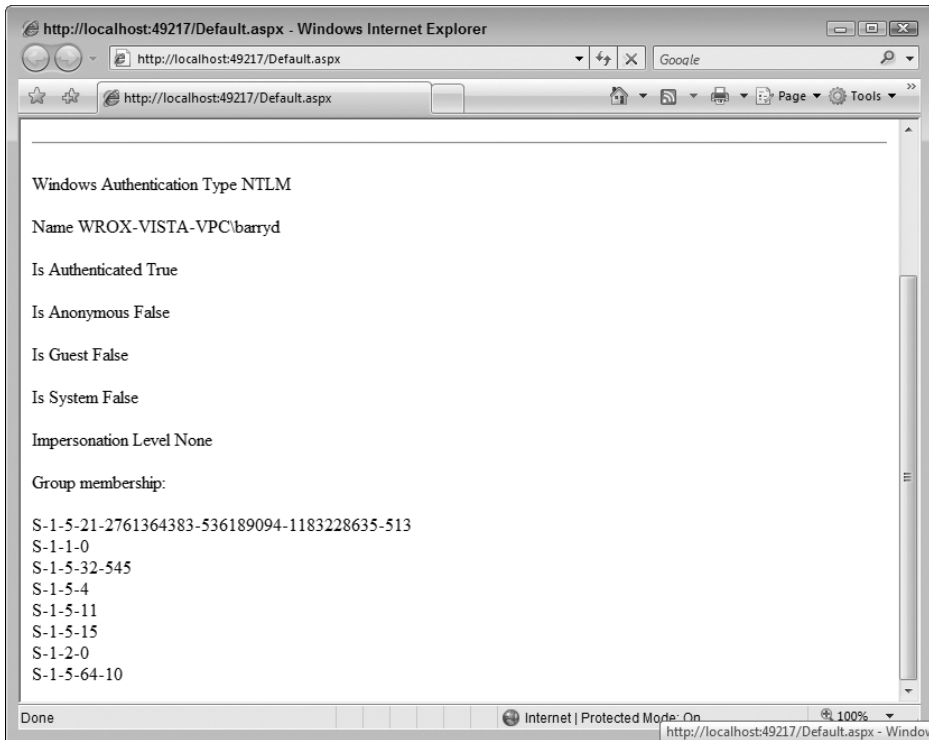 http://localhost:49217/Default.aspx - Windows Internet Explorer
http://localhost:49217/Default.aspx
Google
http://localhost:49217/Default.aspx
Page
Tools
Windows Authentication Type NTLM
Name WROX-VISTA-VPC\barryd
Is Authenticated True
Is Anonymous False
Is Guest False
Is System False
Impersonation Level None
Group membership:
S-1-5-21-2761364383-536189094-1183228635-513
S-1-1-0
S-1-5-32-545
S-1-5-4
S-1-5-11
S-1-5-15
S-1-2-0
S-1-5-64-10
Done
Internet | Protected Mode: On
100%
http://localhost:49217/Default.aspx - Window